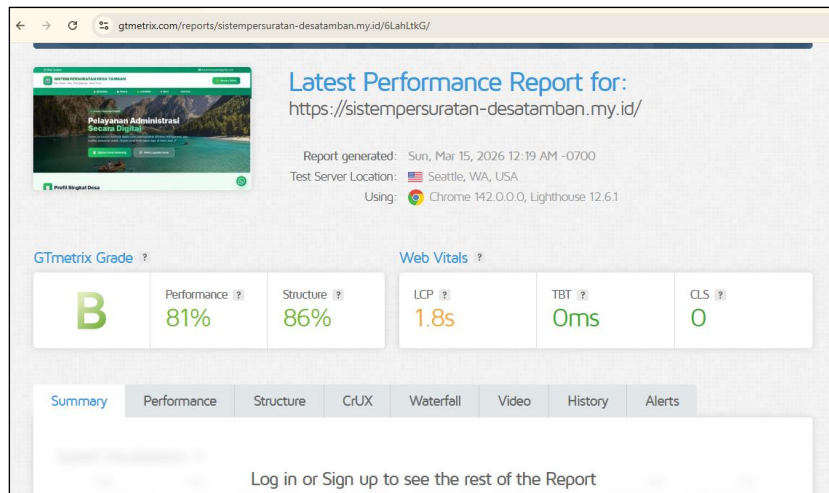 gtmetrix.com/reports/sistempersuratan-desatamban.my.id/6LahLtkG/
SISTEM PERSURATAN DESA TAMBAN
Pelayanan Administrasi
Secara Digital
Profil Singkat Desa
Latest Performance Report for:
https://sistempersuratan-desatamban.my.id/
Report generated: Sun, Mar 15, 2026 12:19 AM -0700
Test Server Location: Seattle, WA, USA
Using: Chrome 142.0.0.0, Lighthouse 12.6.1
GTmetrix Grade ?
Web Vitals ?
B
Performance ?
81%
Structure ?
86%
LCP ?
1.8s
TBT ?
0ms
CLS ?
0
Summary Performance Structure CrUX Waterfall Video History Alerts
Log in or Sign up to see the rest of the Report